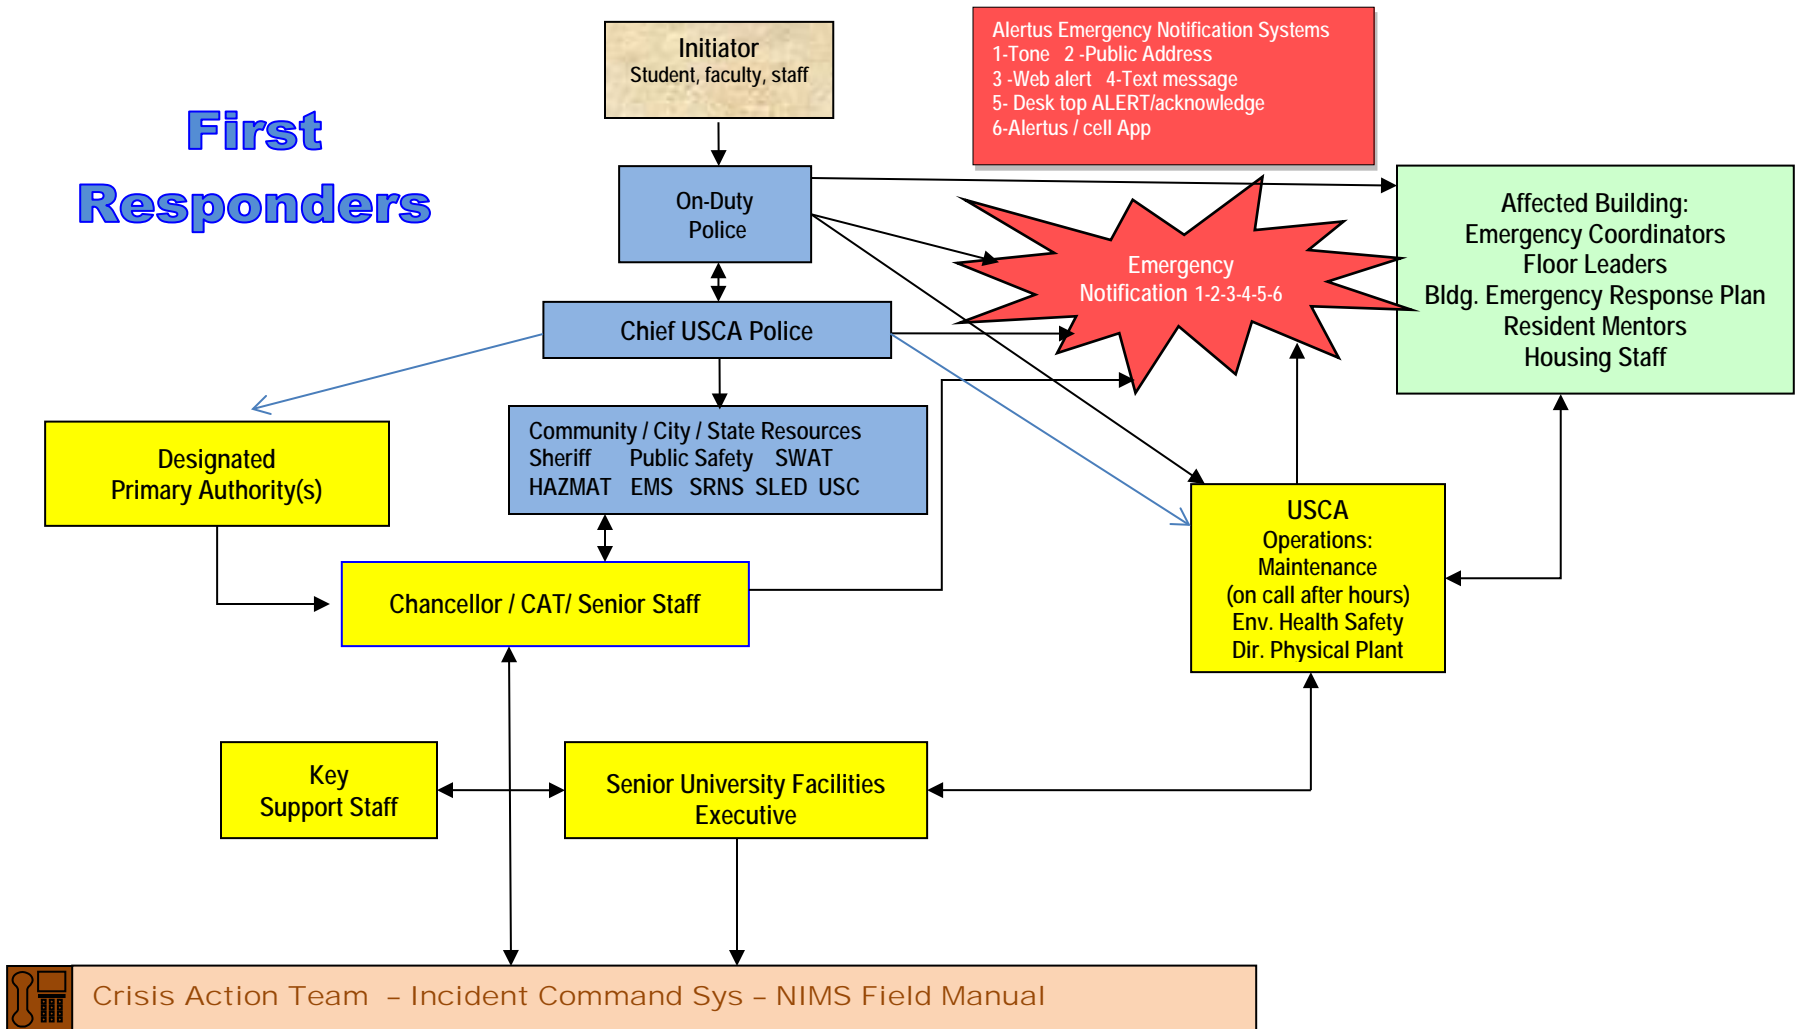 First
Responders
Initiator
Student, faculty, staff
Alertus Emergency Notification Systems
1-Tone 2 -Public Address
3 -Web alert 4-Text message
5- Desk top ALERT/acknowledge
6-Alertus / cell App
On-Duty
Police
Emergency
Notification 1-2-3-4-5-6
Affected Building:
Emergency Coordinators
Floor Leaders
Bldg. Emergency Response Plan
Resident Mentors
Housing Staff
Chief USCA Police
Community / City / State Resources
Sheriff Public Safety SWAT
HAZMAT EMS SRNS SLED USC
Designated
Primary Authority(s)
Chancellor / CAT/ Senior Staff
USCA
Operations:
Maintenance
(on call after hours)
Env. Health Safety
Dir. Physical Plant
Key
Support Staff
Senior University Facilities
Executive
Crisis Action Team – Incident Command Sys – NIMS Field Manual